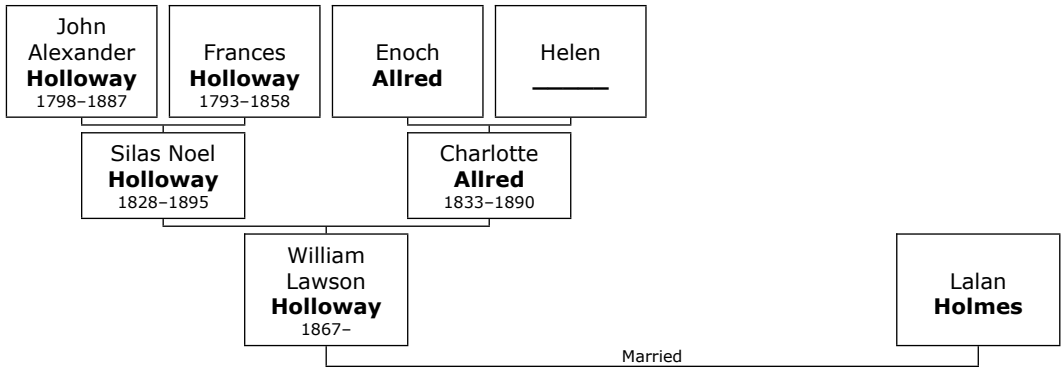 John
Alexander
Holloway
1798–1887
Frances
Holloway
1793–1858
Enoch
Allred
Helen
______
Silas Noel
Holloway
1828–1895
Charlotte
Allred
1833–1890
William
Lawson
Holloway
1867–
Lalan
Holmes
Married